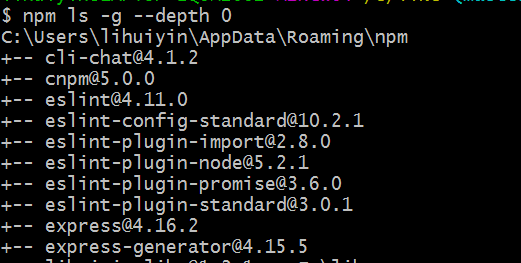 $ npm ls -g --depth 0
C:\Users\lihuiyin\AppData\Roaming\npm
+-- cli-chat@4.1.2
+-- cnpm@5.0.0
+-- eslint@4.11.0
+-- eslint-config-standard@10.2.1
+-- eslint-plugin-import@2.8.0
+-- eslint-plugin-node@5.2.1
+-- eslint-plugin-promise@3.6.0
+-- eslint-plugin-standard@3.0.1
+-- express@4.16.2
+-- express-generator@4.15.5